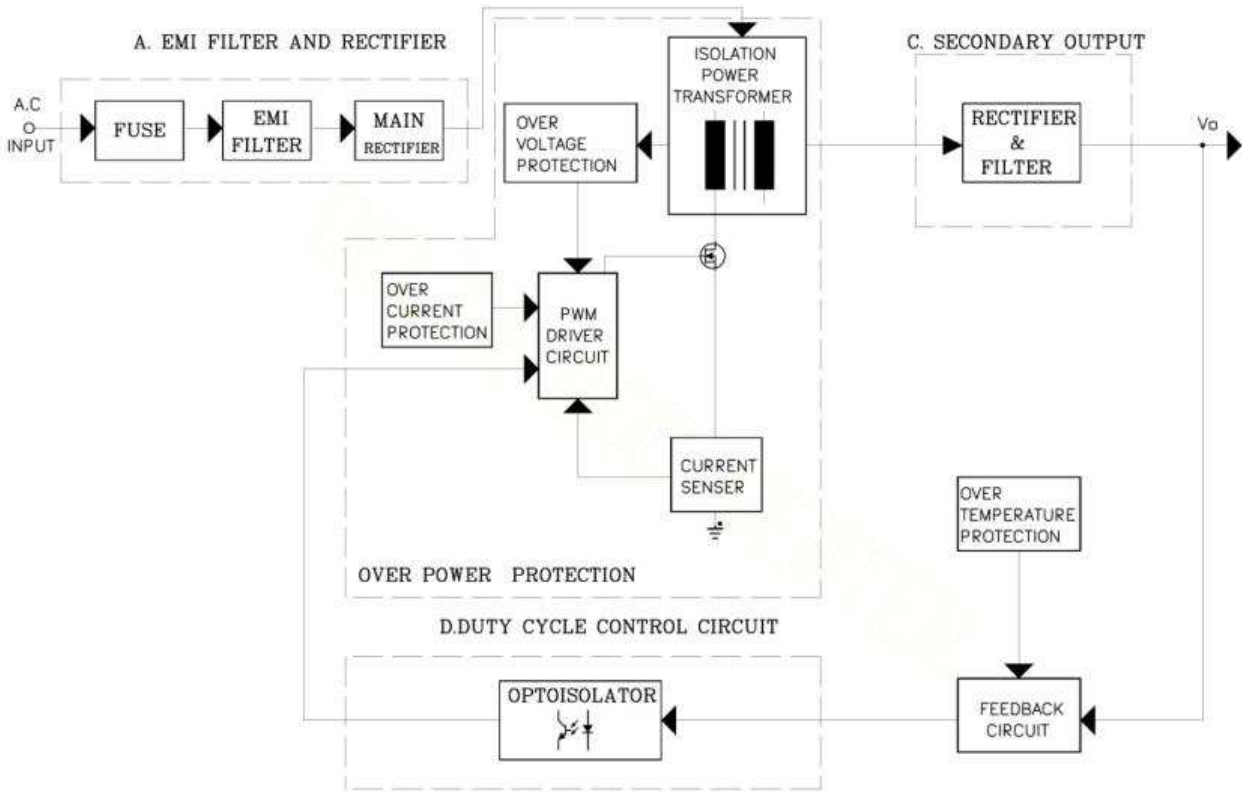 A. EMI FILTER AND RECTIFIER
A.C
INPUT
FUSE
EMI
FILTER
MAIN
RECTIFIER
OVER
VOLTAGE
PROTECTION
ISOLATION
POWER
TRANSFORMER
C. SECONDARY OUTPUT
RECTIFIER
&
FILTER
Vo
OVER
CURRENT
PROTECTION
PWM
DRIVER
CIRCUIT
CURRENT
SENSER
OVER
TEMPERATURE
PROTECTION
OVER POWER PROTECTION
D.DUTY CYCLE CONTROL CIRCUIT
OPTOISOLATOR
FEEDBACK
CIRCUIT